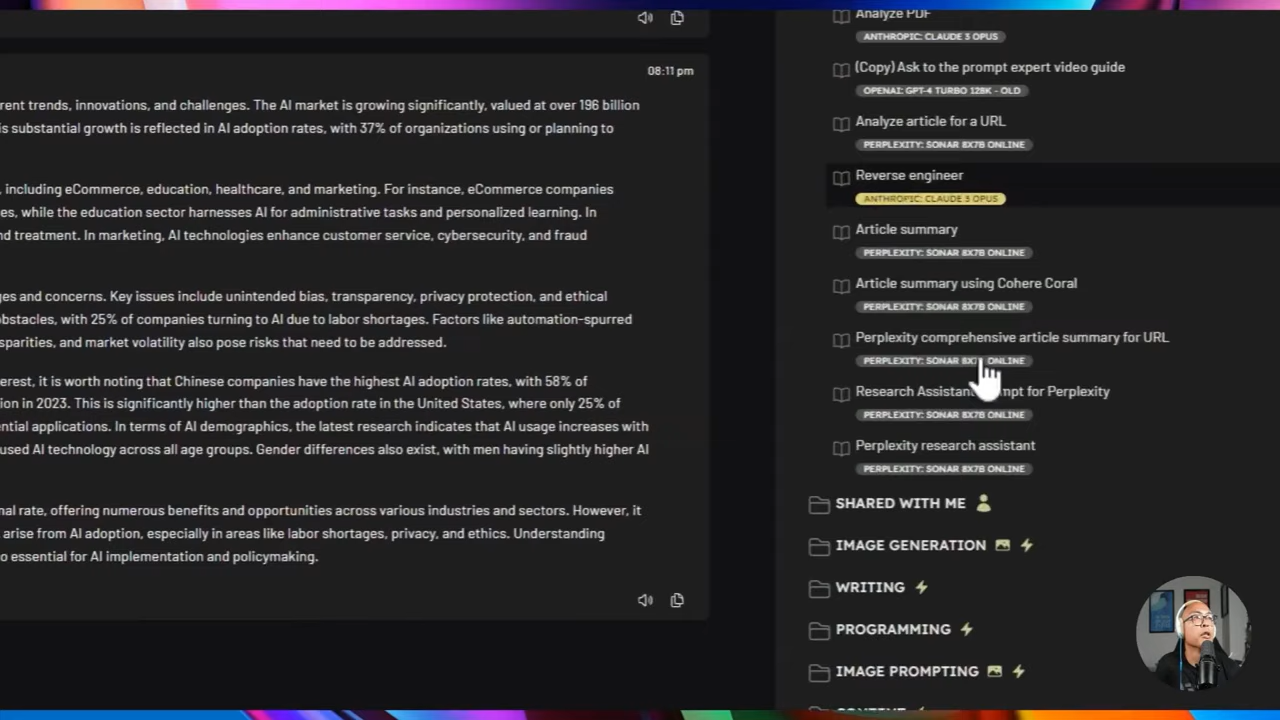 08:11 pm
rent trends, innovations, and challenges. The AI market is growing significantly, valued at over 196 billion
is substantial growth is reflected in AI adoption rates, with 37% of organizations using or planning to
, including eCommerce, education, healthcare, and marketing. For instance, eCommerce companies
es, while the education sector harnesses AI for administrative tasks and personalized learning. In
nd treatment. In marketing, AI technologies enhance customer service, cybersecurity, and fraud
ges and concerns. Key issues include unintended bias, transparency, privacy protection, and ethical
obstacles, with 25% of companies turning to AI due to labor shortages. Factors like automation-spurred
sparities, and market volatility also pose risks that need to be addressed.
erest, it is worth noting that Chinese companies have the highest AI adoption rates, with 58% of
ion in 2023. This is significantly higher than the adoption rate in the United States, where only 25% of
ential applications. In terms of AI demographics, the latest research indicates that AI usage increases with
used AI technology across all age groups. Gender differences also exist, with men having slightly higher AI
nal rate, offering numerous benefits and opportunities across various industries and sectors. However, it
arise from AI adoption, especially in areas like labor shortages, privacy, and ethics. Understanding
o essential for AI implementation and policymaking.
Analyze PDF
ANTHROPIC: CLAUDE 3 OPUS
(Copy) Ask to the prompt expert video guide
OPENAI: GPT-4 TURBO 128K - OLD
Analyze article for a URL
PERPLEXITY: SONAR 8X7B ONLINE
Reverse engineer
ANTHROPIC: CLAUDE 3 OPUS
Article summary
PERPLEXITY: SONAR 8X7B ONLINE
Article summary using Cohere Coral
PERPLEXITY: SONAR 8X7B ONLINE
Perplexity comprehensive article summary for URL
PERPLEXITY: SONAR 8X7B ONLINE
Research Assistant mpt for Perplexity
PERPLEXITY: SONAR 8X7B ONLINE
Perplexity research assistant
PERPLEXITY: SONAR 8X7B ONLINE
SHARED WITH ME
IMAGE GENERATION
WRITING
PROGRAMMING
IMAGE PROMPTING